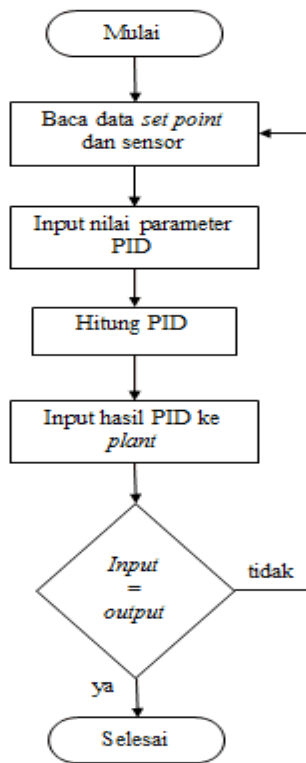 Mulai
Baca data set point
dan sensor
Input nilai parameter
PID
Hitung PID
Input hasil PID ke
plant
Input
=
output
tidak
ya
Selesai